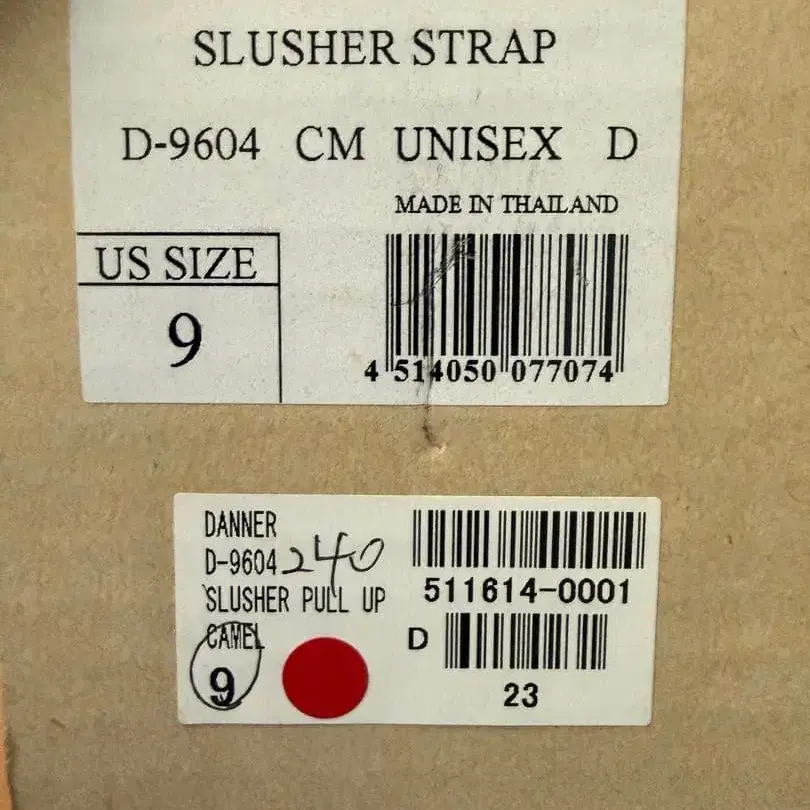 SLUSHER STRAP
D-9604 CM UNISEX D
MADE IN THAILAND
US SIZE
9
4 514050 077074
DANNER
D-9604 240
SLUSHER PULL UP
CAMEL
9
511614-0001
D
23